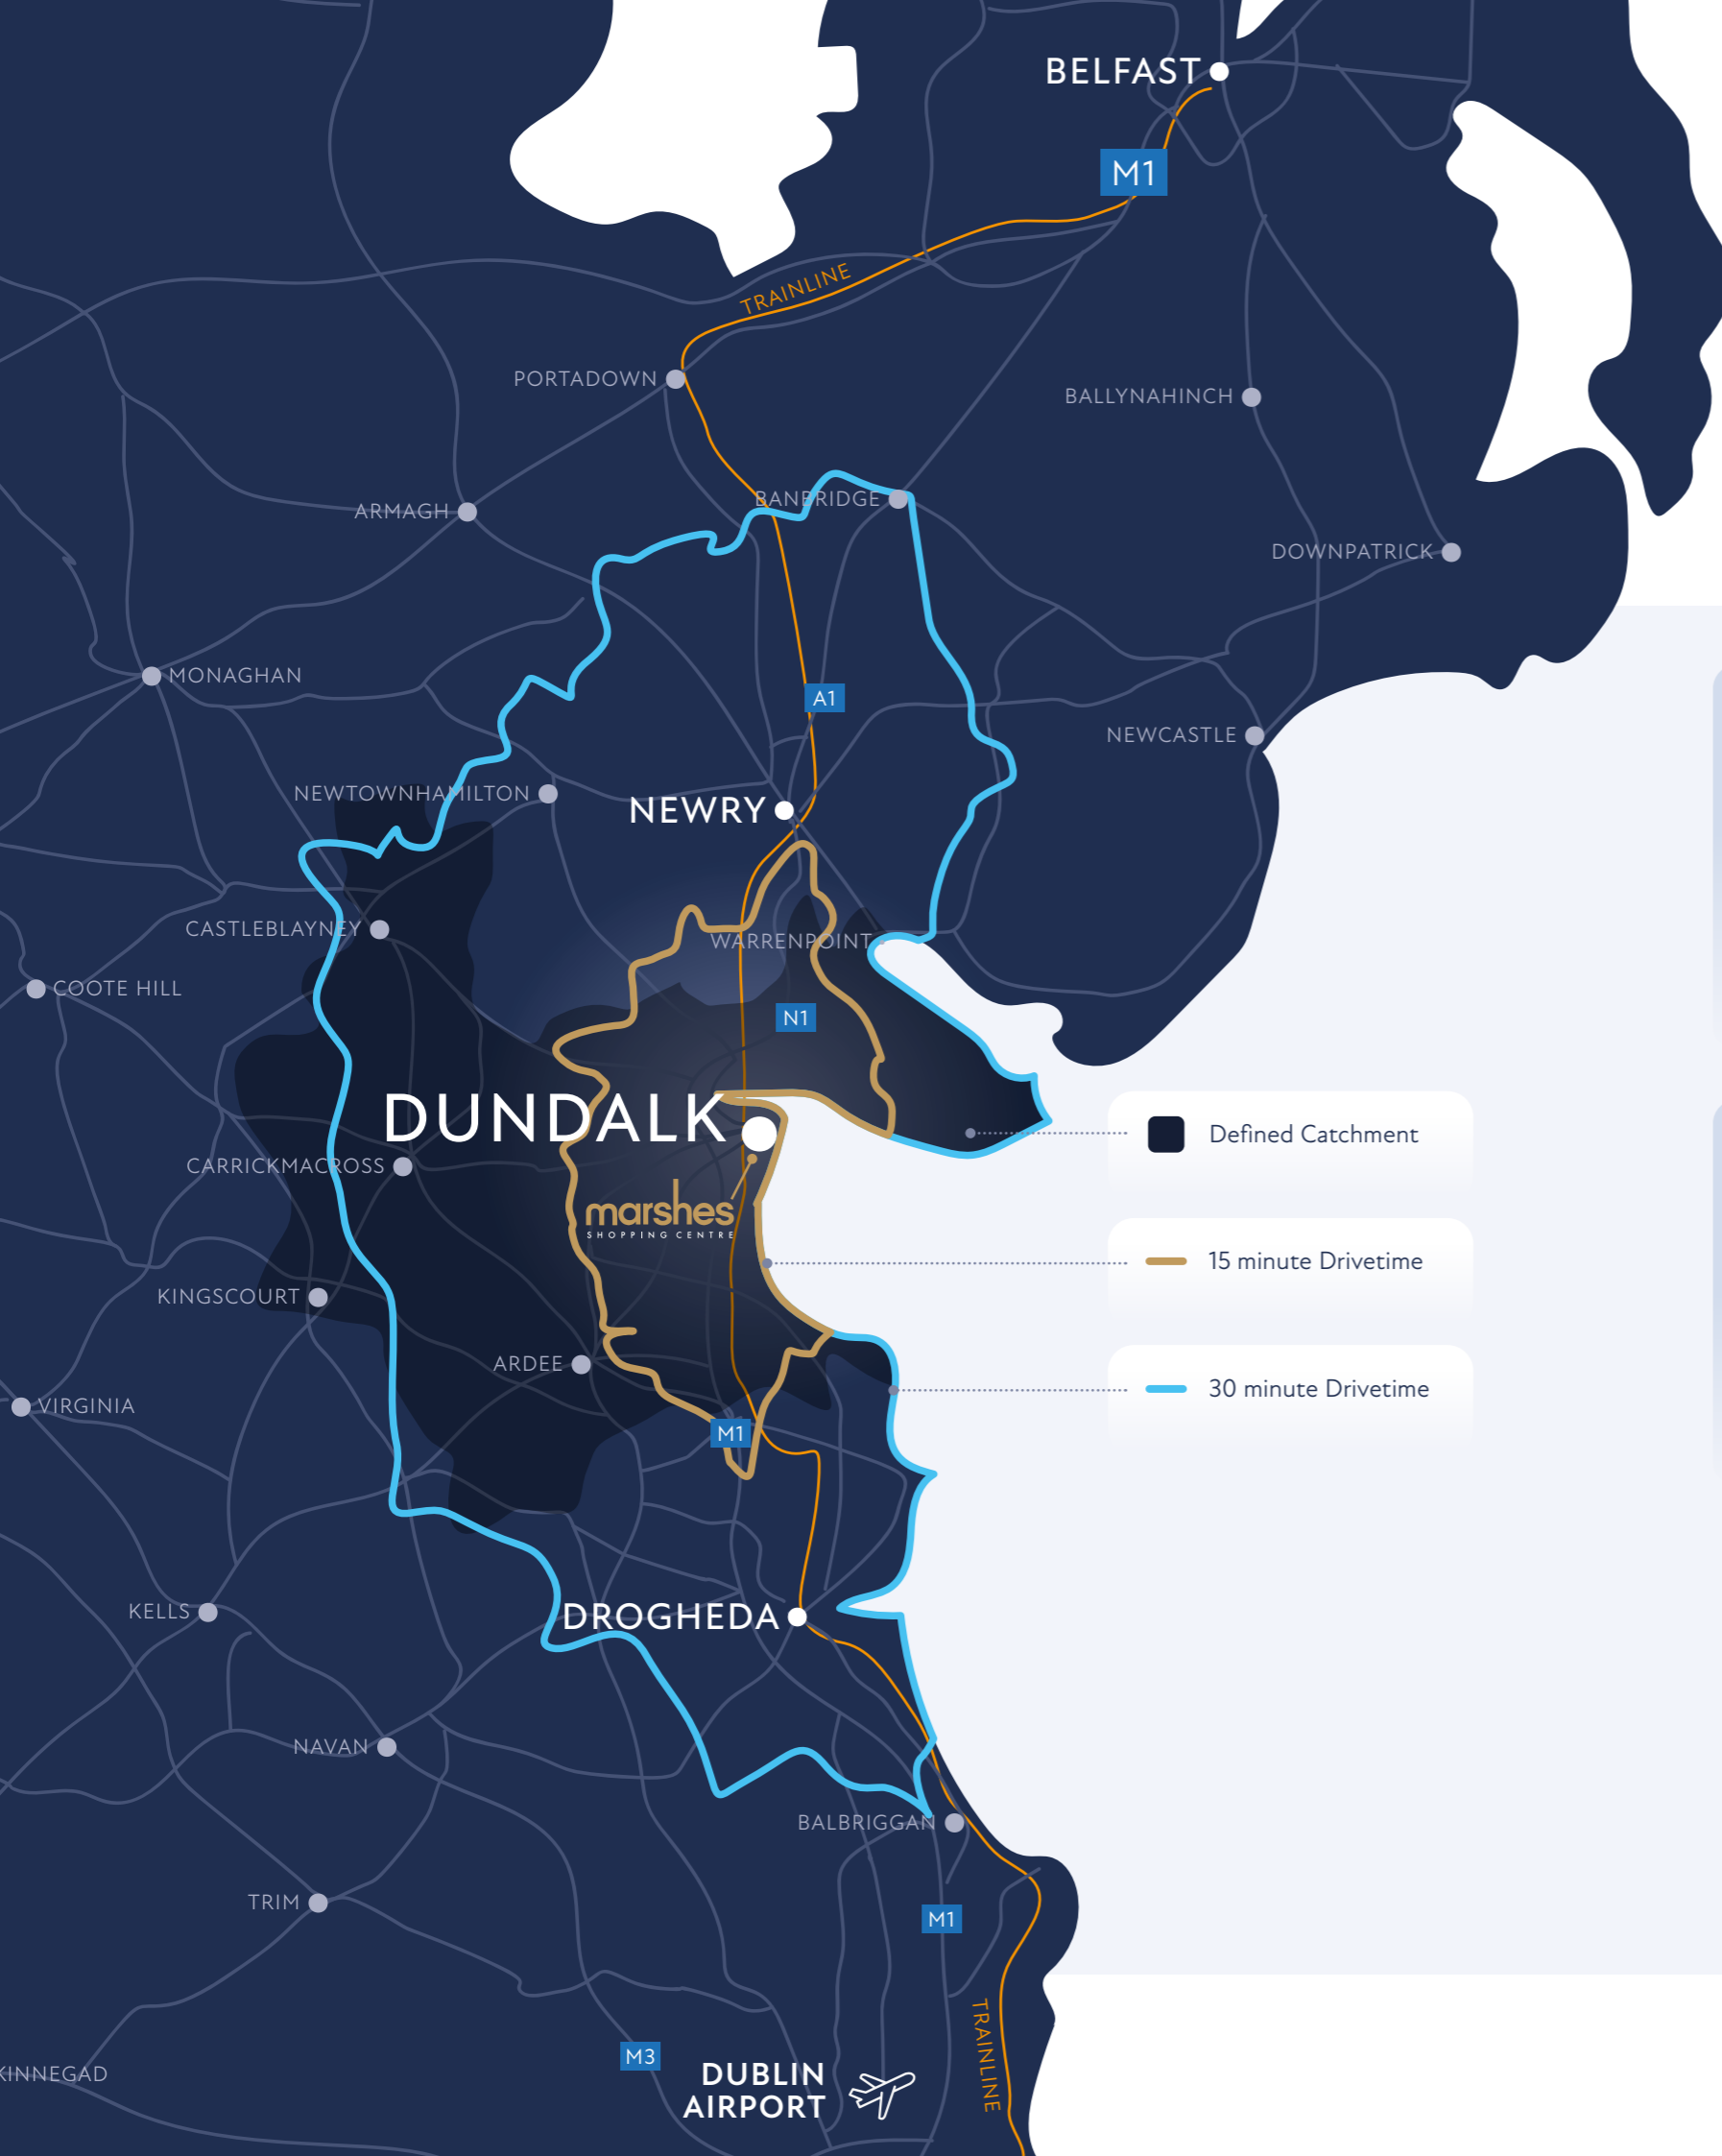 BELFAST
M1
TRAINLINE
PORTADOWN
BALLYNAHINCH
BANBRIDGE
ARMAGH
DOWNPATRICK
MONAGHAN
A1
NEWCASTLE
NEWTOWNHAMILTON
NEWRY
CASTLEBLAYNEY
WARRENPOINT
COOTE HILL
N1
DUNDALK
Defined Catchment
CARRICKMACROSS
marshes
SHOPPING CENTRE
15 minute Drivetime
KINGSCOURT
ARDEE
30 minute Drivetime
VIRGINIA
M1
KELLS
DROGHEDA
NAVAN
BALBRIGGAN
TRIM
M1
TRAINLINE
M3
KINNEGAD
DUBLIN
AIRPORT